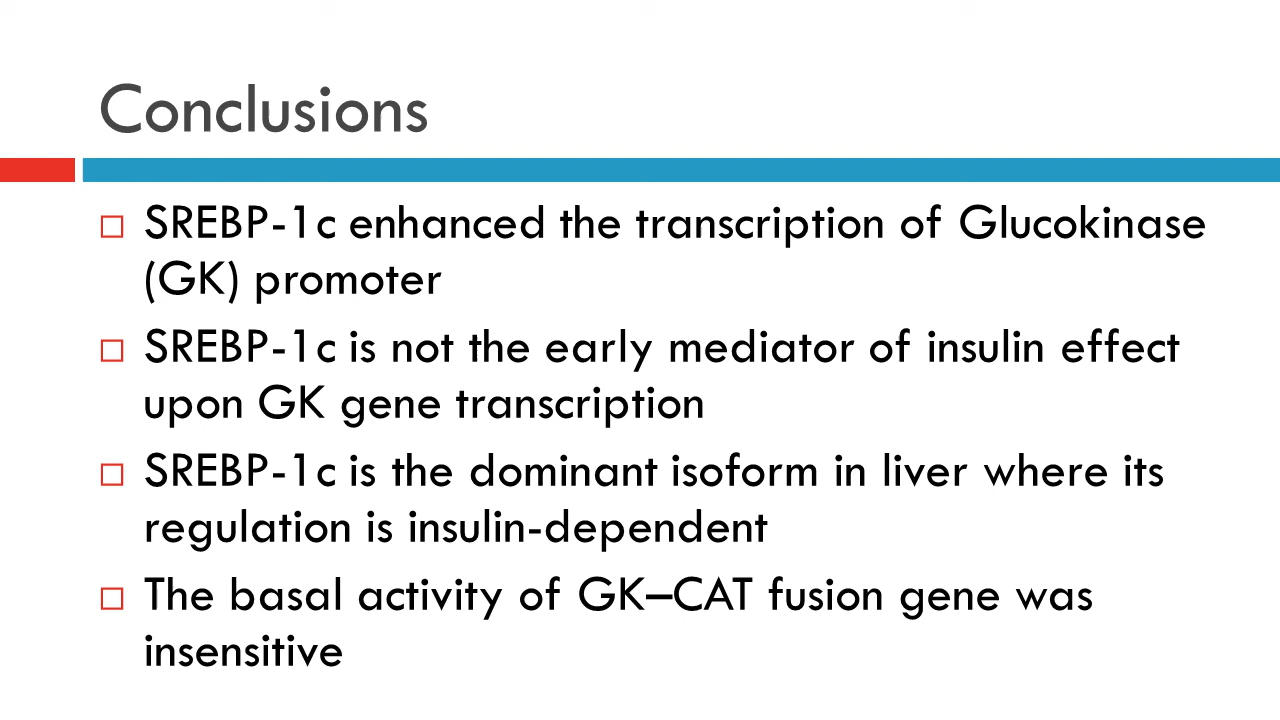 Conclusions
SREBP-1c enhanced the transcription of Glucokinase
(GK) promoter
SREBP-1c is not the early mediator of insulin effect
upon GK gene transcription
SREBP-1c is the dominant isoform in liver where its
regulation is insulin-dependent
The basal activity of GK–CAT fusion gene was
insensitive